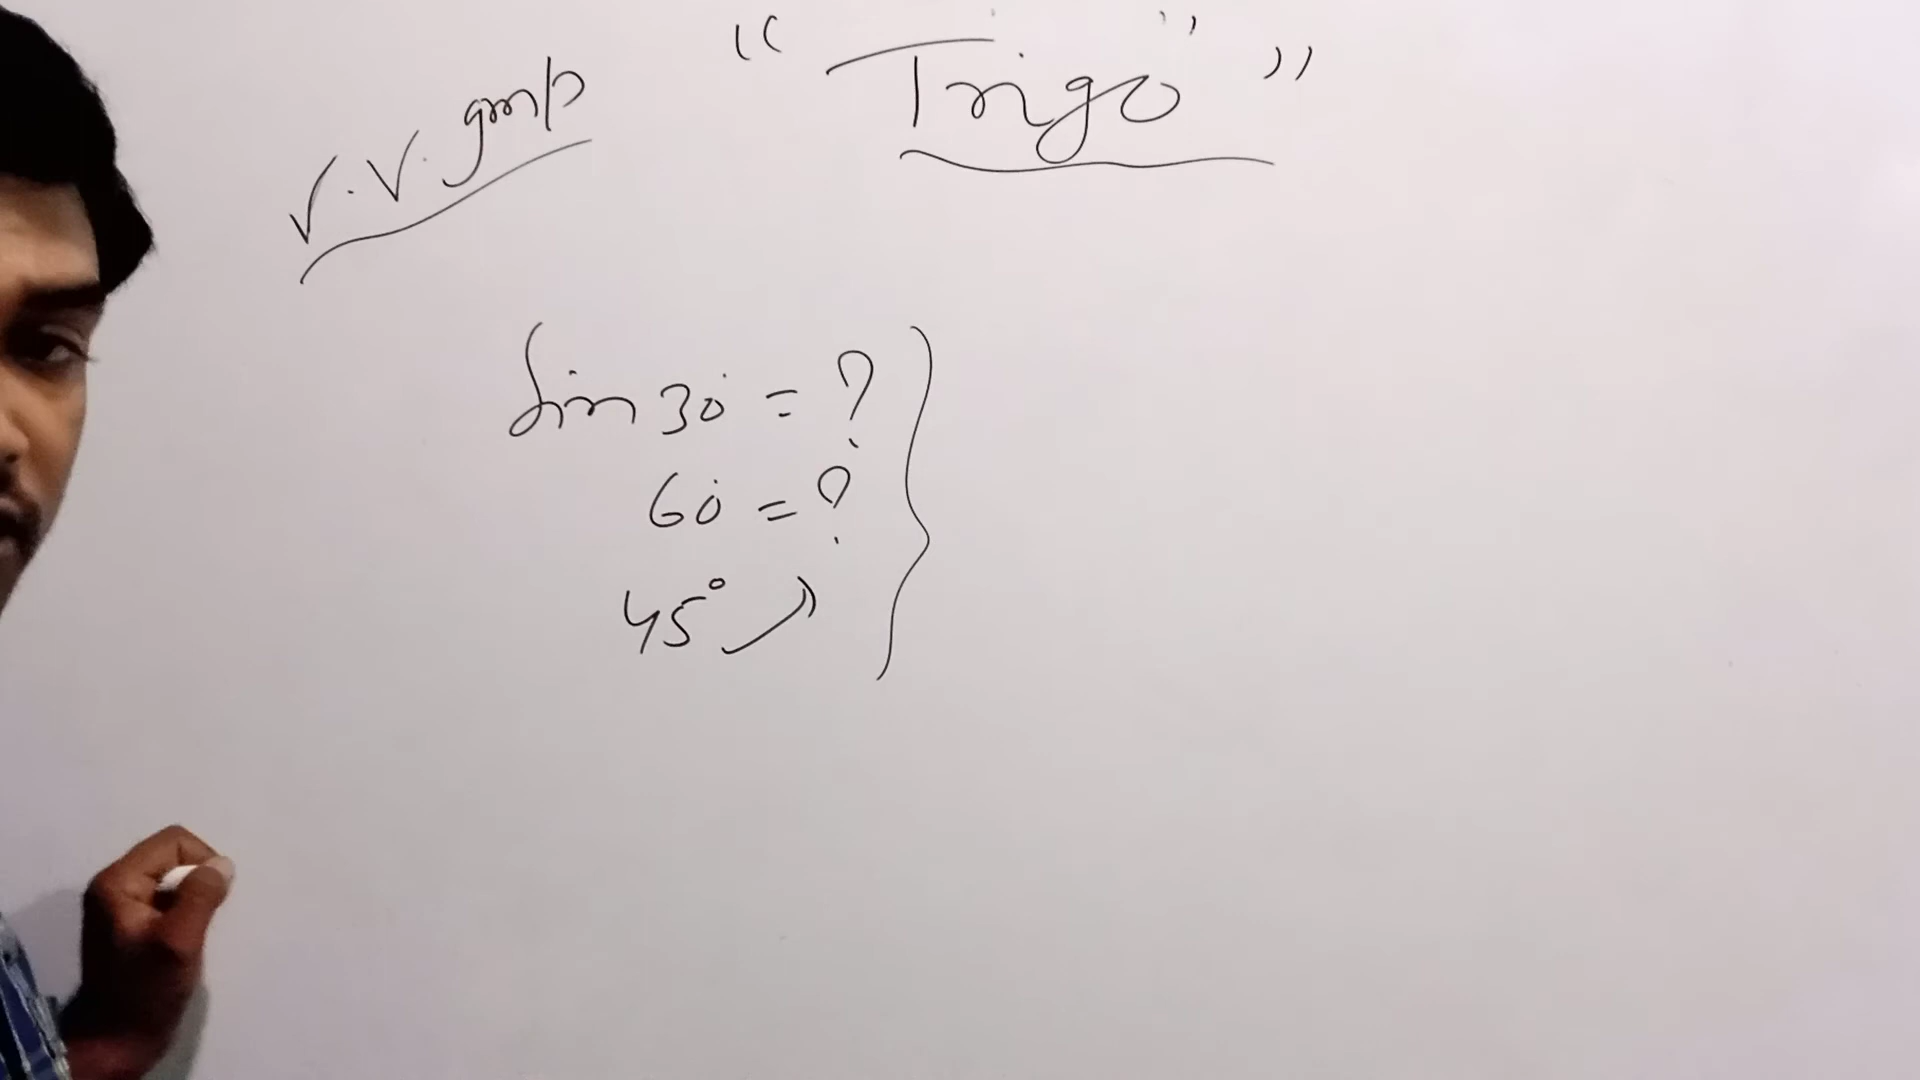 “ Trigo ”
V.V. Imp
Sin 30° = ?
60° = ?
45°